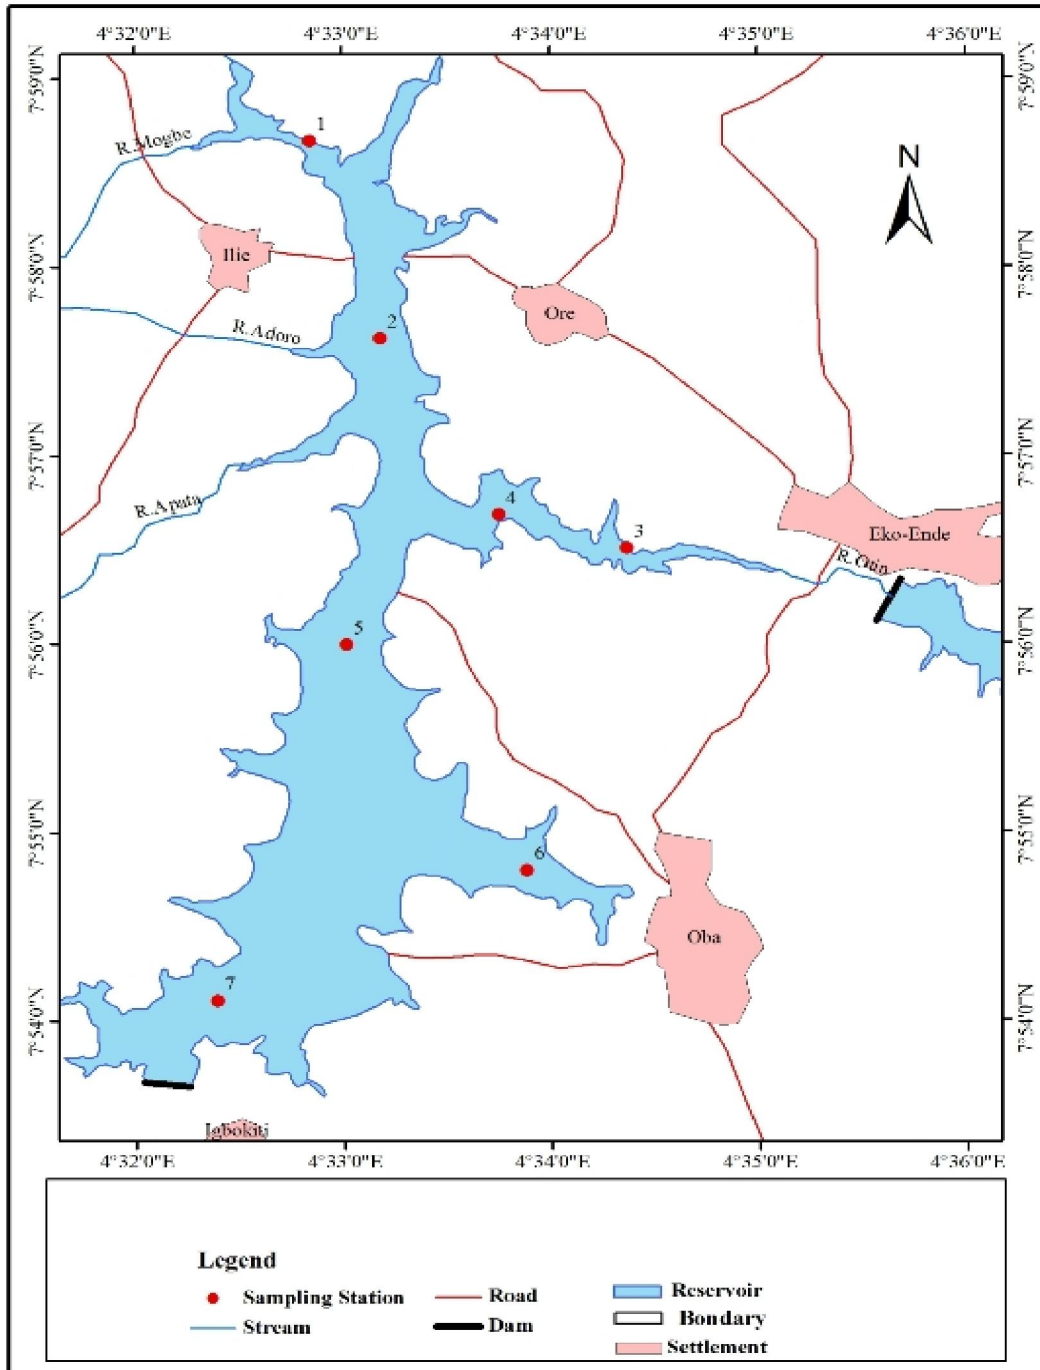 4°32'0"E 4°33'0"E 4°34'0"E 4°35'0"E 4°36'0"E
7°59'0"N
7°59'0"N
1
R.Mogbe
N
Ilie
7°58'0"N
7°58'0"N
Ore
2
R.Adoro
7°57'0"N
7°57'0"N
R.Apata
4
3
Eko-Ende
R.Otin
5
7°56'0"N
7°56'0"N
7°55'0"N
7°55'0"N
6
Oba
7
7°54'0"N
7°54'0"N
Igbokiti
4°32'0"E 4°33'0"E 4°34'0"E 4°35'0"E 4°36'0"E
Legend
Sampling Station
Stream
Road
Dam
Reservoir
Bondary
Settlement